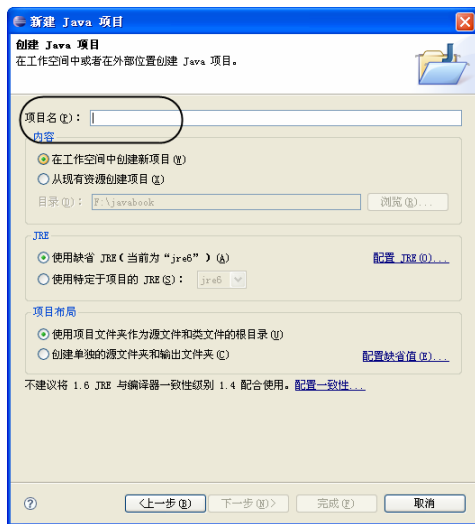 新建 Java 项目
创建 Java 项目
在工作空间中或者在外部位置创建 Java 项目。
项目名(P):
内容
在工作空间中创建新项目(W)
从现有资源创建项目(X)
目录(D): F:\javabook 浏览(R)...
JRE
使用缺省 JRE(当前为“jre6”)(A) 配置 JRE(O)...
使用特定于项目的 JRE(S): jre6
项目布局
使用项目文件夹作为源文件和类文件的根目录(U)
创建单独的源文件夹和输出文件夹(C) 配置缺省值(E)...
不建议将 1.6 JRE 与编译器一致性级别 1.4 配合使用。配置一致性...
<上一步(B) 下一步(N)> 完成(F) 取消